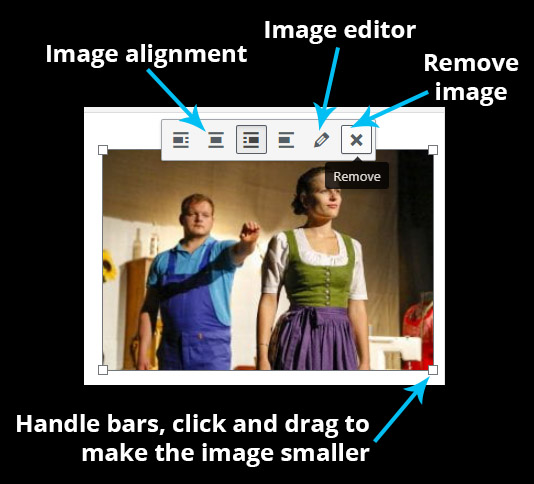 Image editor
Image alignment
Remove
image
Remove
Handle bars, click and drag to
make the image smaller